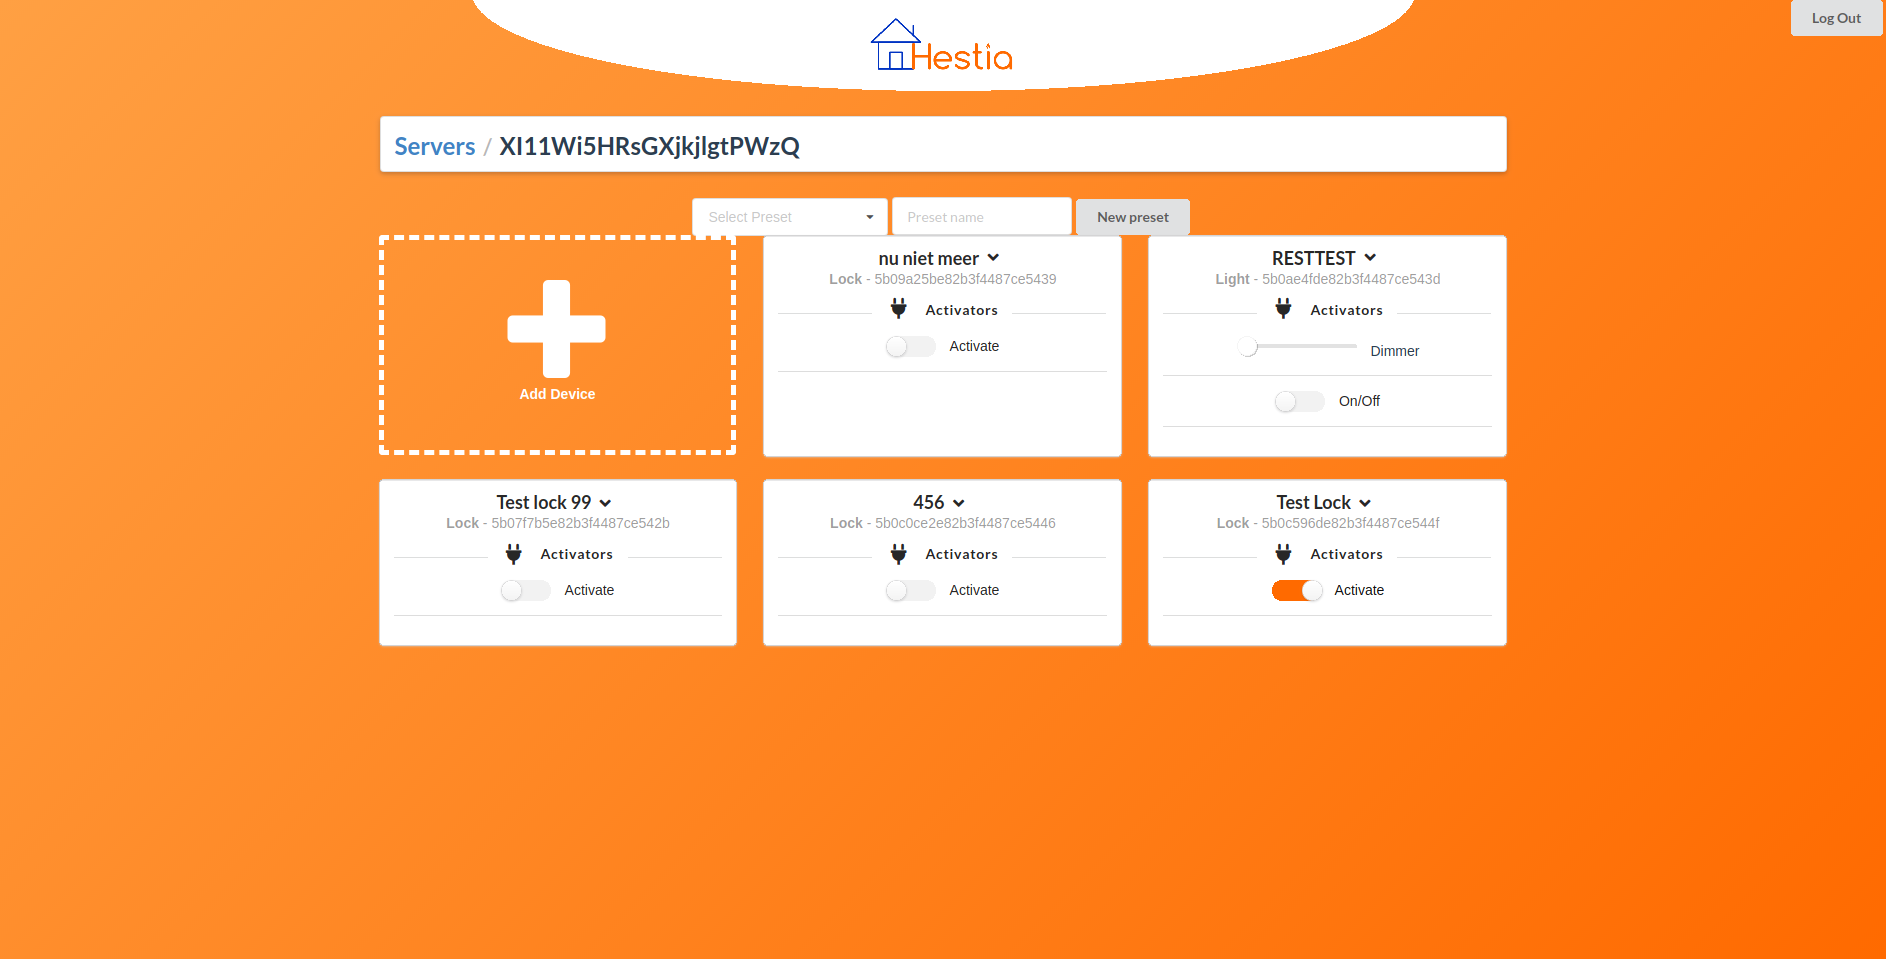 Log Out
Hestia
Servers / XI11Wi5HRsGXjkjlgtPWzQ
Select Preset
Preset name
New preset
Add Device
nu niet meer
Lock - 5b09a25be82b3f4487ce5439
Activators
Activate
RESTTEST
Light - 5b0ae4fde82b3f4487ce543d
Activators
Dimmer
On/Off
Test lock 99
Lock - 5b07f7b5e82b3f4487ce542b
Activators
Activate
456
Lock - 5b0c0ce2e82b3f4487ce5446
Activators
Activate
Test Lock
Lock - 5b0c596de82b3f4487ce544f
Activators
Activate